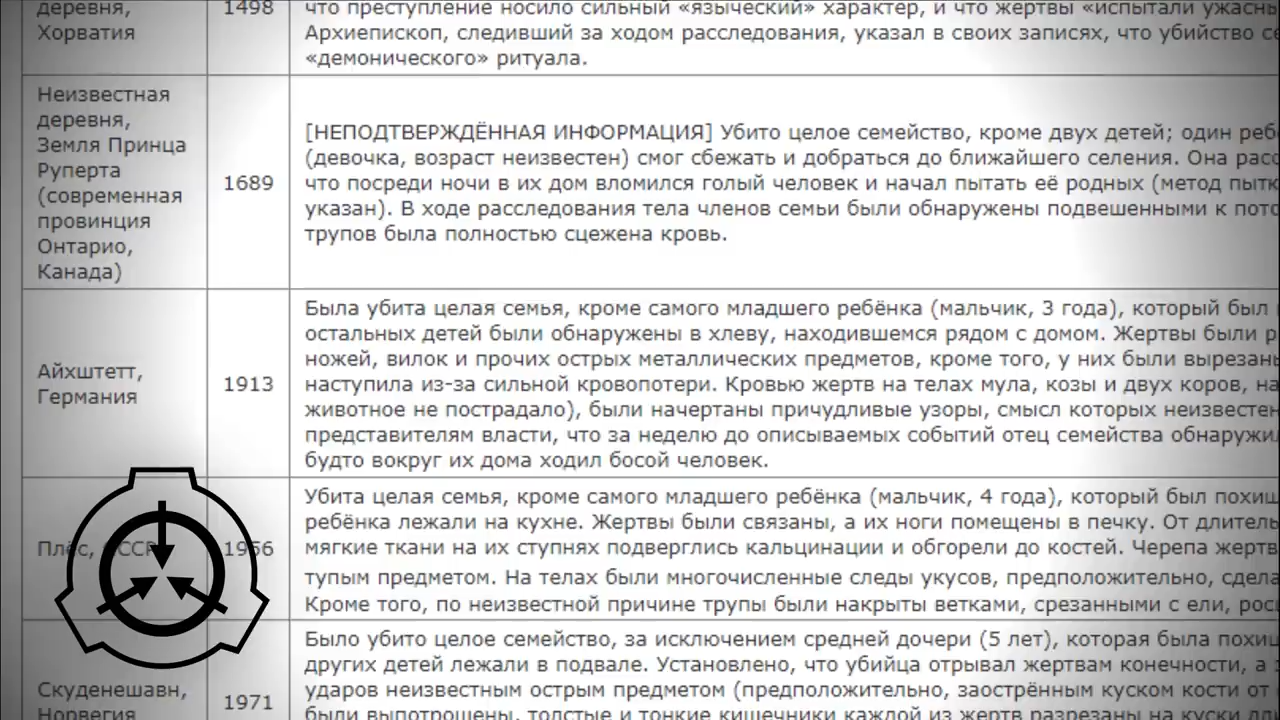 деревня,
Хорватия
1498
что преступление носило сильный «языческий» характер, и что жертвы «испытали
Архиепископ, следивший за ходом расследования, указал в своих записях, что убийство
«демонического» ритуала.
Неизвестная
деревня,
Земля Принца
Руперта
(современная
провинция
Онтарио,
Канада)
1689
[НЕПОДТВЕРЖДЁННАЯ ИНФОРМАЦИЯ] Убито целое семейство, кроме двух детей; один
(девочка, возраст неизвестен) смог сбежать и добраться до ближайшего селения. Она
что посреди ночи в их дом вломился голый человек и начал пытать её родных (метод
указан). В ходе расследования тела членов семьи были обнаружены подвешенными к
трупов была полностью сцежена кровь.
Айхштетт,
Германия
1913
Была убита целая семья, кроме самого младшего ребёнка (мальчик, 3 года), который был
остальных детей были обнаружены в хлеву, находившемся рядом с домом. Жертвы были
ножей, вилок и прочих острых металлических предметов, кроме того, у них были
наступила из-за сильной кровопотери. Кровью жертв на телах мула, козы и двух коров,
животное не пострадало), были начертаны причудливые узоры, смысл которых
представителям власти, что за неделю до описываемых событий отец семейства
будто вокруг их дома ходил босой человек.
Плёс, СССР
1956
Убита целая семья, кроме самого младшего ребёнка (мальчик, 4 года), который был
ребёнка лежали на кухне. Жертвы были связаны, а их ноги помещены в печку. От
мягкие ткани на их ступнях подверглись кальцинации и обгорели до костей. Черепа
тупым предметом. На телах были многочисленные следы укусов, предположительно,
Кроме того, по неизвестной причине трупы были накрыты ветками, срезанными с ели,
Скуденешавн,
Норвегия
1971
Было убито целое семейство, за исключением средней дочери (5 лет), которая была
других детей лежали в подвале. Установлено, что убийца отрывал жертвам конечности, а
ударов неизвестным острым предметом (предположительно, заострённым куском кости от
были выпотрошены, толстые и тонкие кишечники каждой из жертв разрезаны на куски